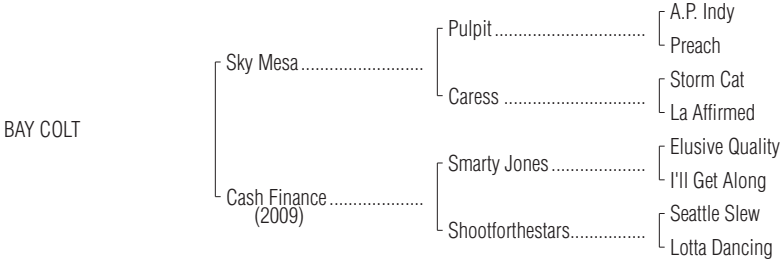 A.P. Indy
Pulpit..............................
Preach
Sky Mesa........................
Storm Cat
Caress ............................
La Affirmed
BAY COLT
Elusive Quality
Smarty Jones...................
I'll Get Along
Cash Finance...................
(2009)
Seattle Slew
Shootforthestars...............
Lotta Dancing